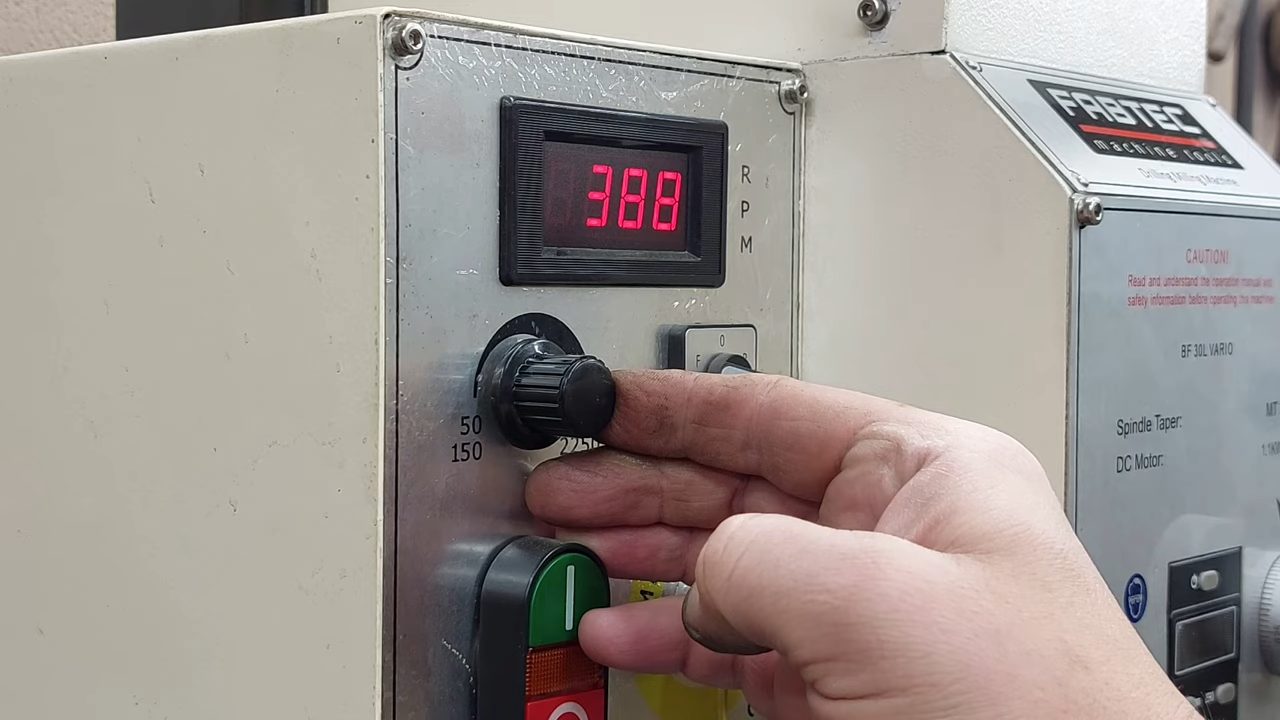 388
R
P
M
O
F
50
150
FABTEC
machine tools
Drilling Milling Machine
CAUTION!
Read and understand the operation manual and
safety information before operating this machine
BF 30L VARIO
Spindle Taper: MT
DC Motor: